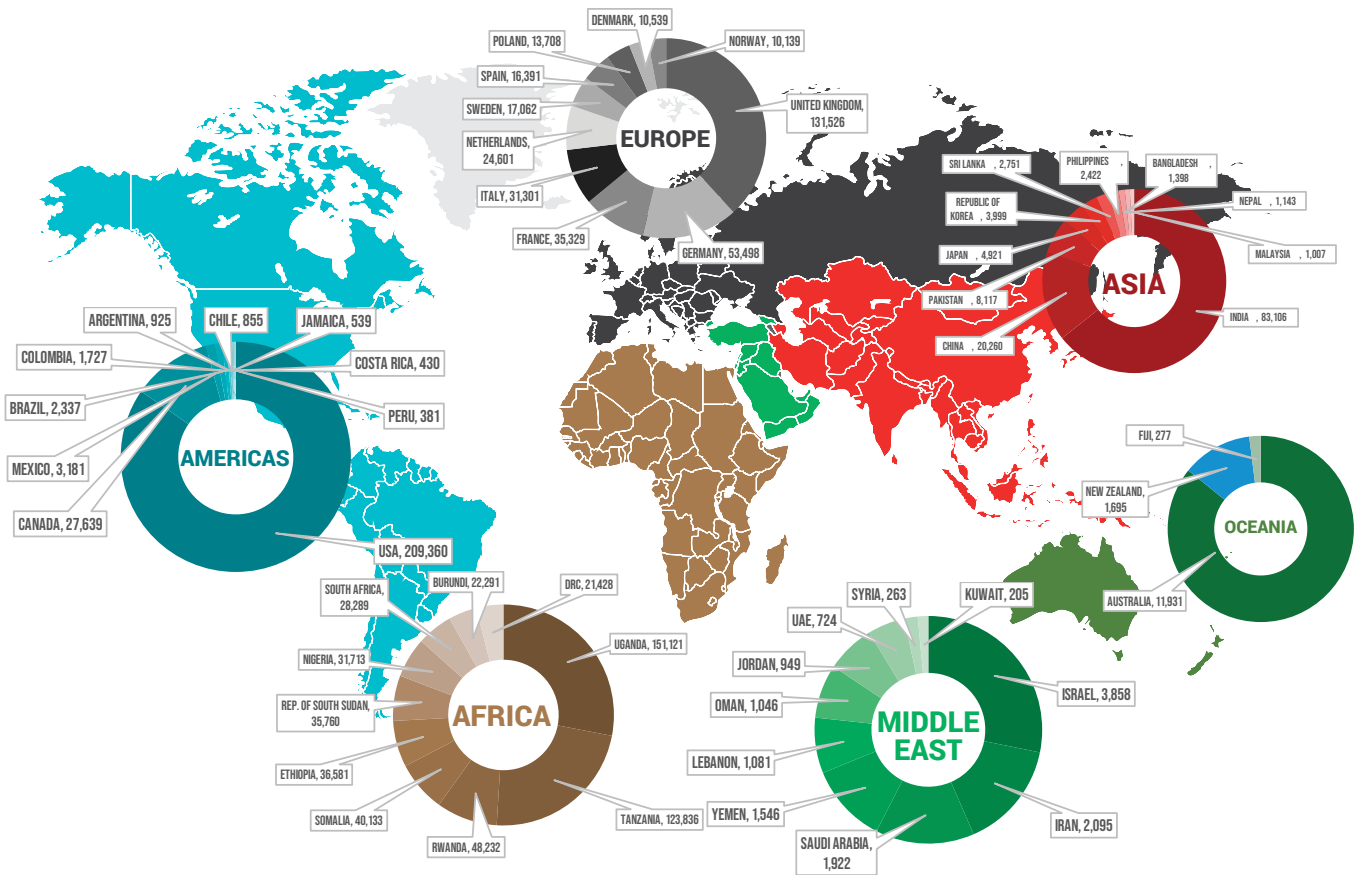 DENMARK, 10,539
POLAND, 13,708
NORWAY, 10,139
SPAIN, 16,391
SWEDEN, 17,062
UNITED KINGDOM,
131,526
NETHERLANDS,
24,601
EUROPE
ITALY, 31,301
FRANCE, 35,329
GERMANY, 53,498
SRI LANKA , 2,751
PHILIPPINES ,
2,422
BANGLADESH ,
1,398
REPUBLIC OF
KOREA , 3,999
NEPAL , 1,143
JAPAN , 4,921
MALAYSIA , 1,007
PAKISTAN , 8,117
ASIA
INDIA , 83,106
CHINA , 20,260
ARGENTINA, 925
CHILE, 855
JAMAICA, 539
COLOMBIA, 1,727
COSTA RICA, 430
BRAZIL, 2,337
PERU, 381
AMERICAS
MEXICO, 3,181
CANADA, 27,639
USA, 209,360
FIJI, 277
NEW ZEALAND,
1,695
OCEANIA
AUSTRALIA, 11,931
SOUTH AFRICA,
28,289
BURUNDI, 22,291
DRC, 21,428
UGANDA, 151,121
NIGERIA, 31,713
REP. OF SOUTH SUDAN,
35,760
AFRICA
ETHIOPIA, 36,581
SOMALIA, 40,133
RWANDA, 48,232
TANZANIA, 123,836
SYRIA, 263
KUWAIT, 205
UAE, 724
JORDAN, 949
ISRAEL, 3,858
OMAN, 1,046
MIDDLE
EAST
LEBANON, 1,081
YEMEN, 1,546
IRAN, 2,095
SAUDI ARABIA,
1,922